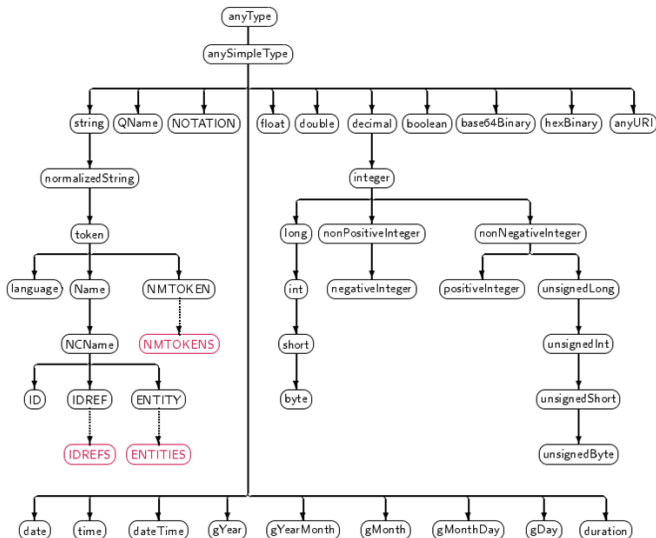 anyType
anySimpleType
string QName NOTATION float double decimal boolean base64Binary hexBinary anyURI
normalizedString integer
token long nonPositiveInteger nonNegativeInteger
language Name NMTOKEN int negativeInteger positiveInteger unsignedLong
NCName NMTOKENS short unsignedInt
ID IDREF ENTITY byte unsignedShort
IDREFS ENTITIES unsignedByte
date time dateTime gYear gYearMonth gMonth gMonthDay gDay duration